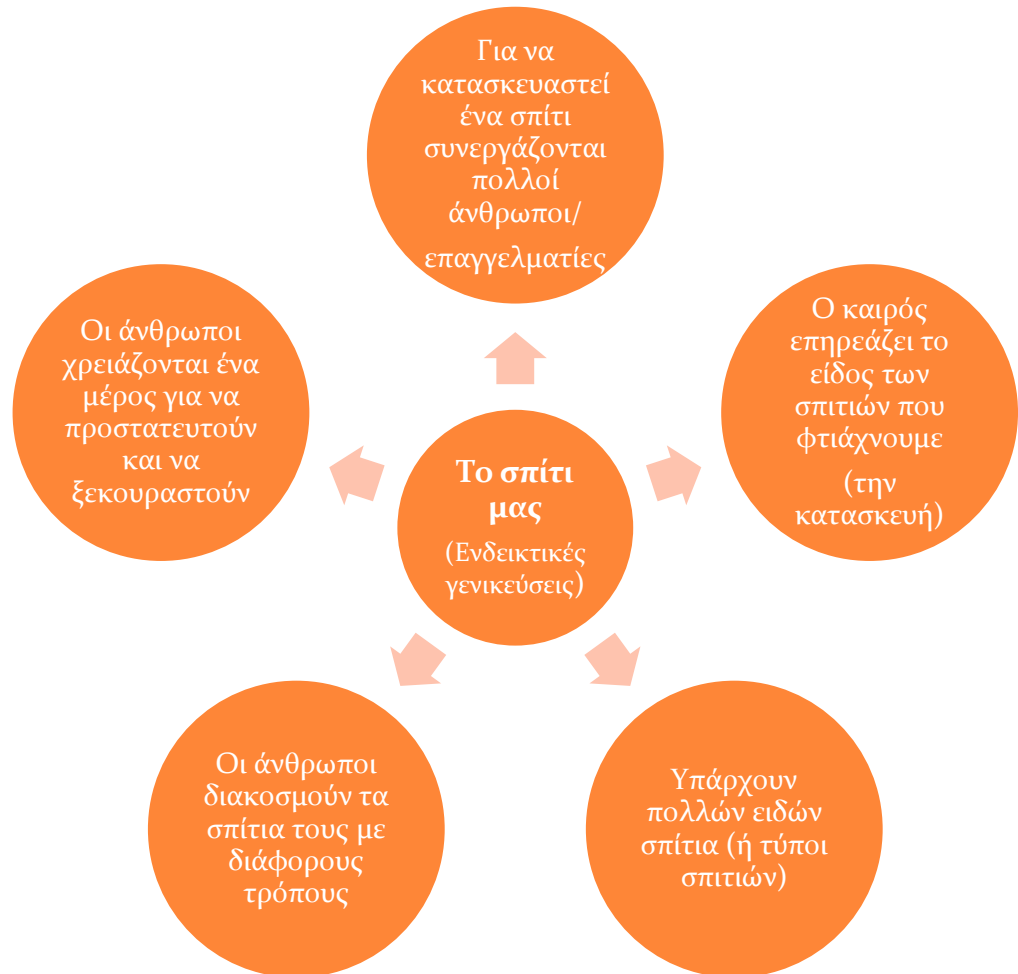 Για να
κατασκευαστεί
ένα σπίτι
συνεργάζονται
πολλοί
άνθρωποι/
επαγγελματίες
Ο καιρός
επηρεάζει το
είδος των
σπιτιών που
φτιάχνουμε
(την
κατασκευή)
Υπάρχουν
πολλών ειδών
σπίτια (ή τύποι
σπιτιών)
Οι άνθρωποι
διακοσμούν τα
σπίτια τους με
διάφορους
τρόπους
Οι άνθρωποι
χρειάζονται ένα
μέρος για να
προστατευτούν
και να
ξεκουραστούν
Το σπίτι
μας
(Ενδεικτικές
γενικεύσεις)